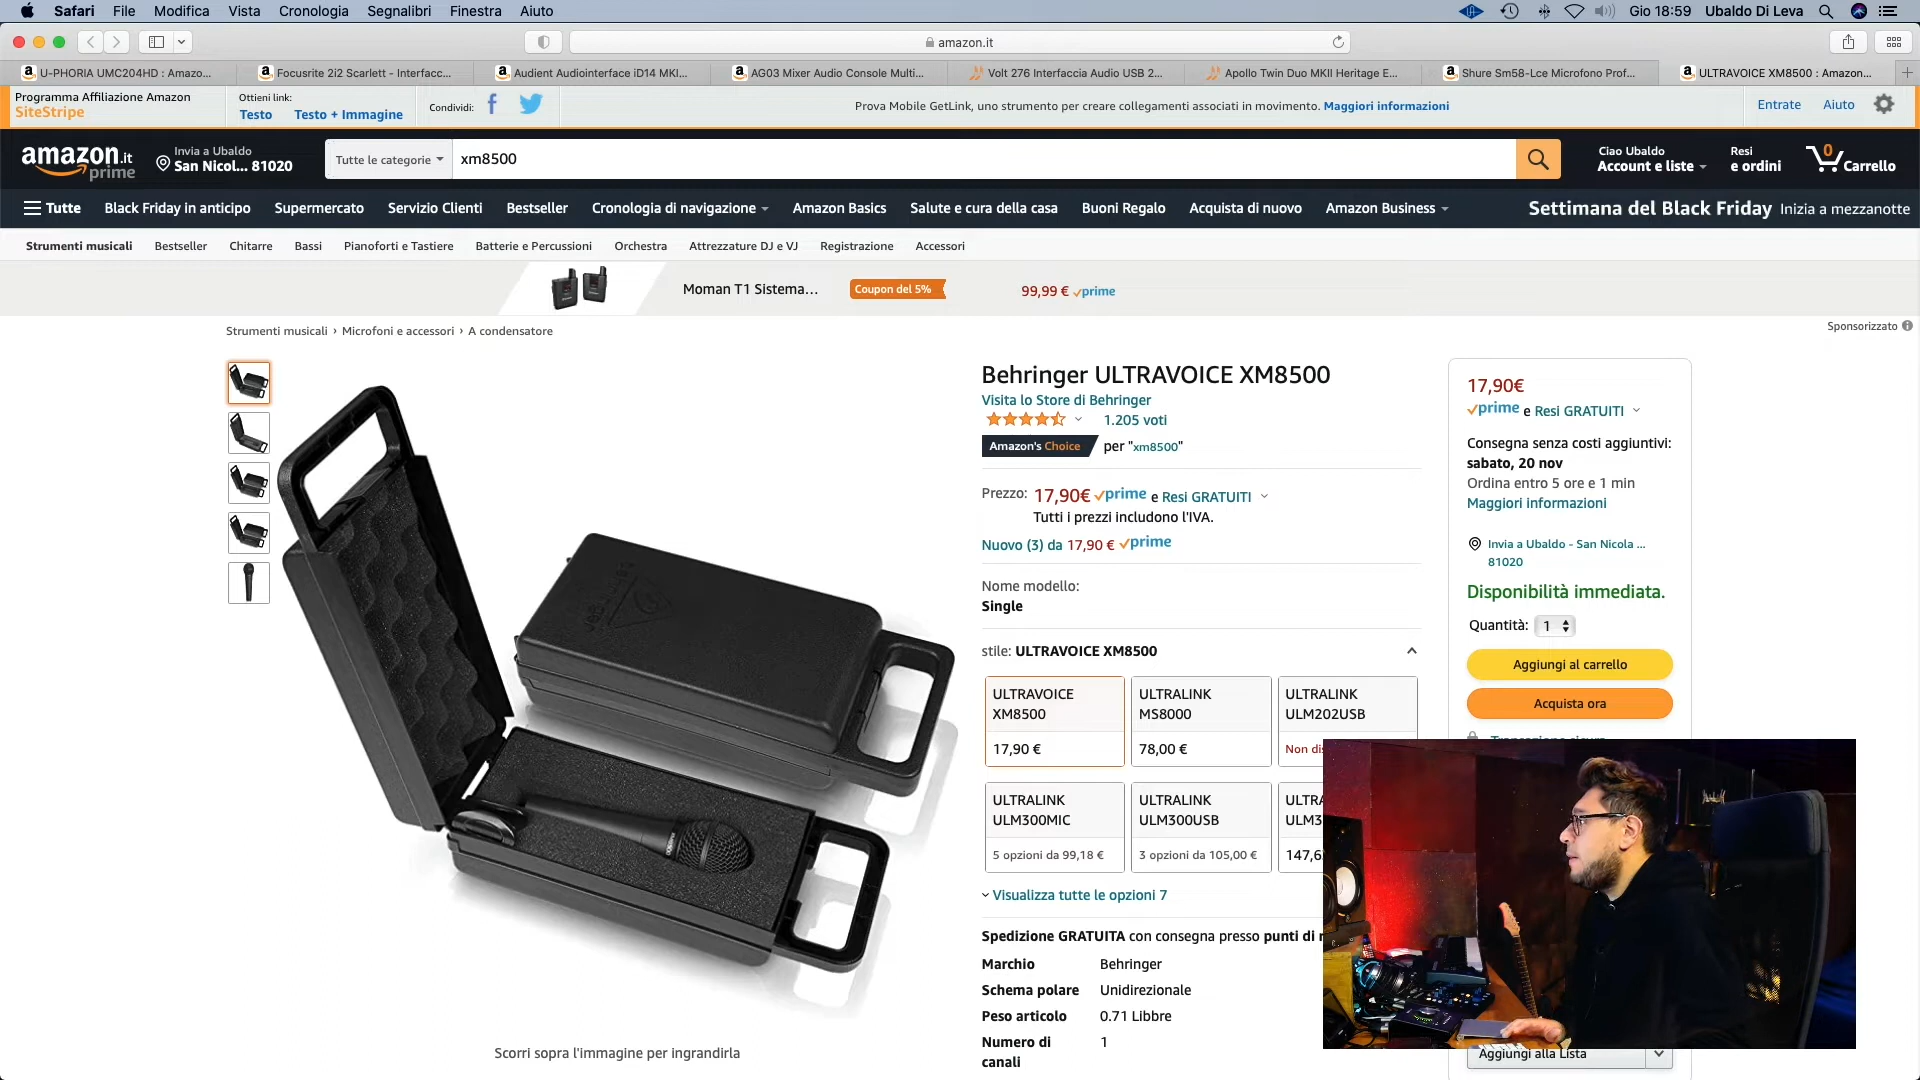 Safari File Modifica Vista Cronologia Segnalibri Finestra Aiuto Gio 18:59 Ubaldo Di Leva
amazon.it
U-PHORIA UMC204HD : Amazo... Focusrite 2i2 Scarlett - Interfacc... Audient Audiointerface iD14 MKI... AG03 Mixer Audio Console Multi... Volt 276 Interfaccia Audio USB 2... Apollo Twin Duo MKII Heritage E... Shure Sm58-Lce Microfono Prof... ULTRAVOICE XM8500 : Amazon...
Programma Affiliazione Amazon
SiteStripe
Ottieni link:
Testo Testo + Immagine
Condividi:
Prova Mobile GetLink, uno strumento per creare collegamenti associati in movimento. Maggiori informazioni
Entrate Aiuto
amazon.it
prime
Invia a Ubaldo
San Nicol... 81020
Tutte le categorie
xm8500
Ciao Ubaldo
Account e liste
Resi
e ordini
0
Carrello
Tutte Black Friday in anticipo Supermercato Servizio Clienti Bestseller Cronologia di navigazione Amazon Basics Salute e cura della casa Buoni Regalo Acquista di nuovo Amazon Business Settimana del Black Friday Inizia a mezzanotte
Strumenti musicali Bestseller Chitarre Bassi Pianoforti e Tastiere Batterie e Percussioni Orchestra Attrezzature DJ e VJ Registrazione Accessori
Moman T1 Sistema... Coupon del 5% 99,99 € prime
Sponsorizzato
Strumenti musicali › Microfoni e accessori › A condensatore
Behringer ULTRAVOICE XM8500
Visita lo Store di Behringer
1.205 voti
Amazon's Choice per "xm8500"
Prezzo: 17,90€ prime e Resi GRATUITI
Tutti i prezzi includono l'IVA.
Nuovo (3) da 17,90 € prime
Nome modello:
Single
stile: ULTRAVOICE XM8500
ULTRAVOICE
XM8500
17,90 €
ULTRALINK
MS8000
78,00 €
ULTRALINK
ULM202USB
Non di
ULTRALINK
ULM300MIC
5 opzioni da 99,18 €
ULTRALINK
ULM300USB
3 opzioni da 105,00 €
ULTRA
ULM3
147,6
Visualizza tutte le opzioni 7
Spedizione GRATUITA con consegna presso punti di
Marchio Behringer
Schema polare Unidirezionale
Peso articolo 0.71 Libbre
Numero di
canali 1
Scorri sopra l'immagine per ingrandirla
17,90€
prime e Resi GRATUITI
Consegna senza costi aggiuntivi:
sabato, 20 nov
Ordina entro 5 ore e 1 min
Maggiori informazioni
Invia a Ubaldo - San Nicola ...
81020
Disponibilità immediata.
Quantità: 1
Aggiungi al carrello
Acquista ora
Aggiungi alla Lista